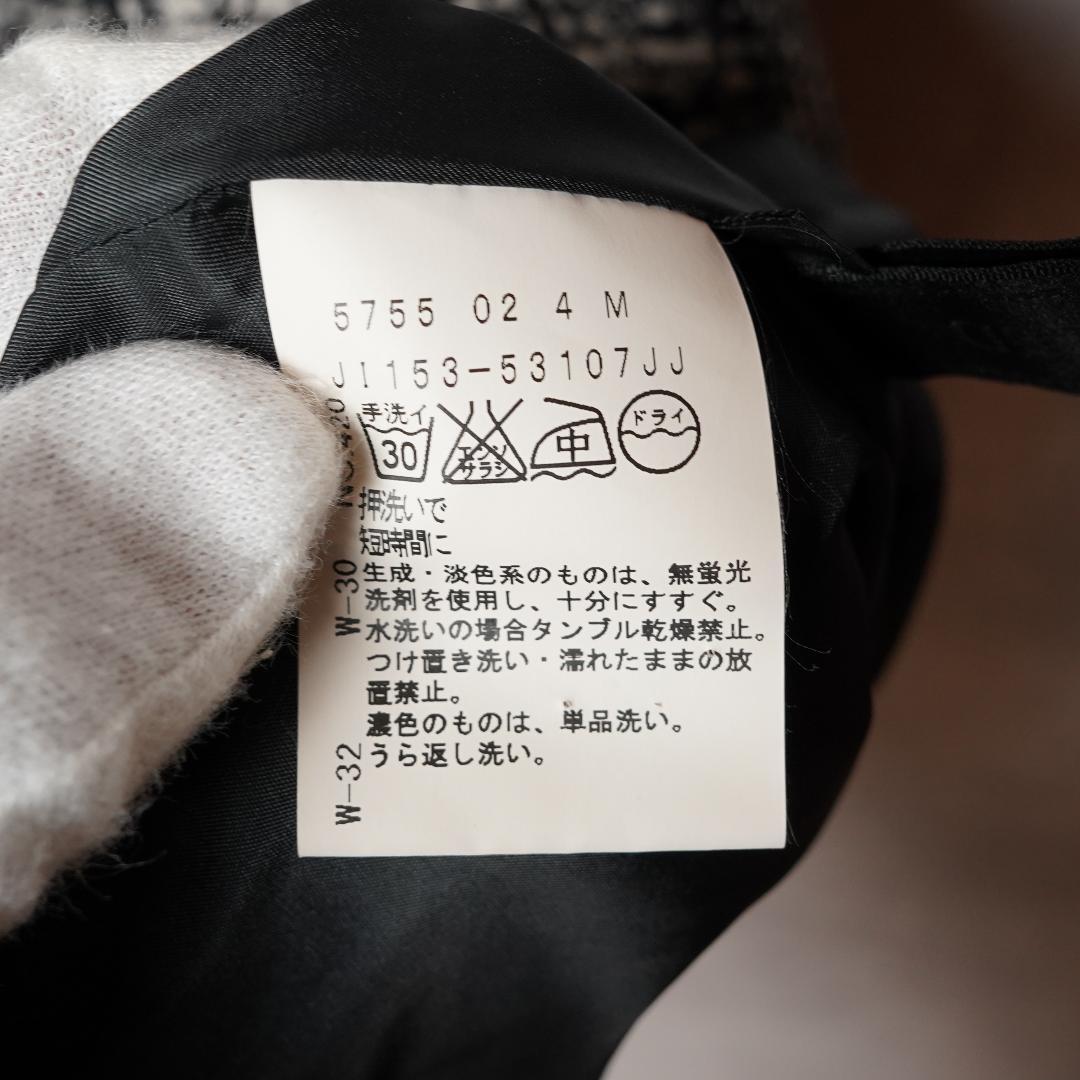 5755 02 4 M
JI153-53107JJ
手洗イ
30
エンソ
サラシ
中
ドライ
押洗いで
短時間に
生成・淡色系のものは、無蛍光
洗剤を使用し、十分にすすぐ。
水洗いの場合タンブル乾燥禁止。
つけ置き洗い・濡れたままの放
置禁止。
濃色のものは、単品洗い。
うら返し洗い。
NO.420
W-30
W-32